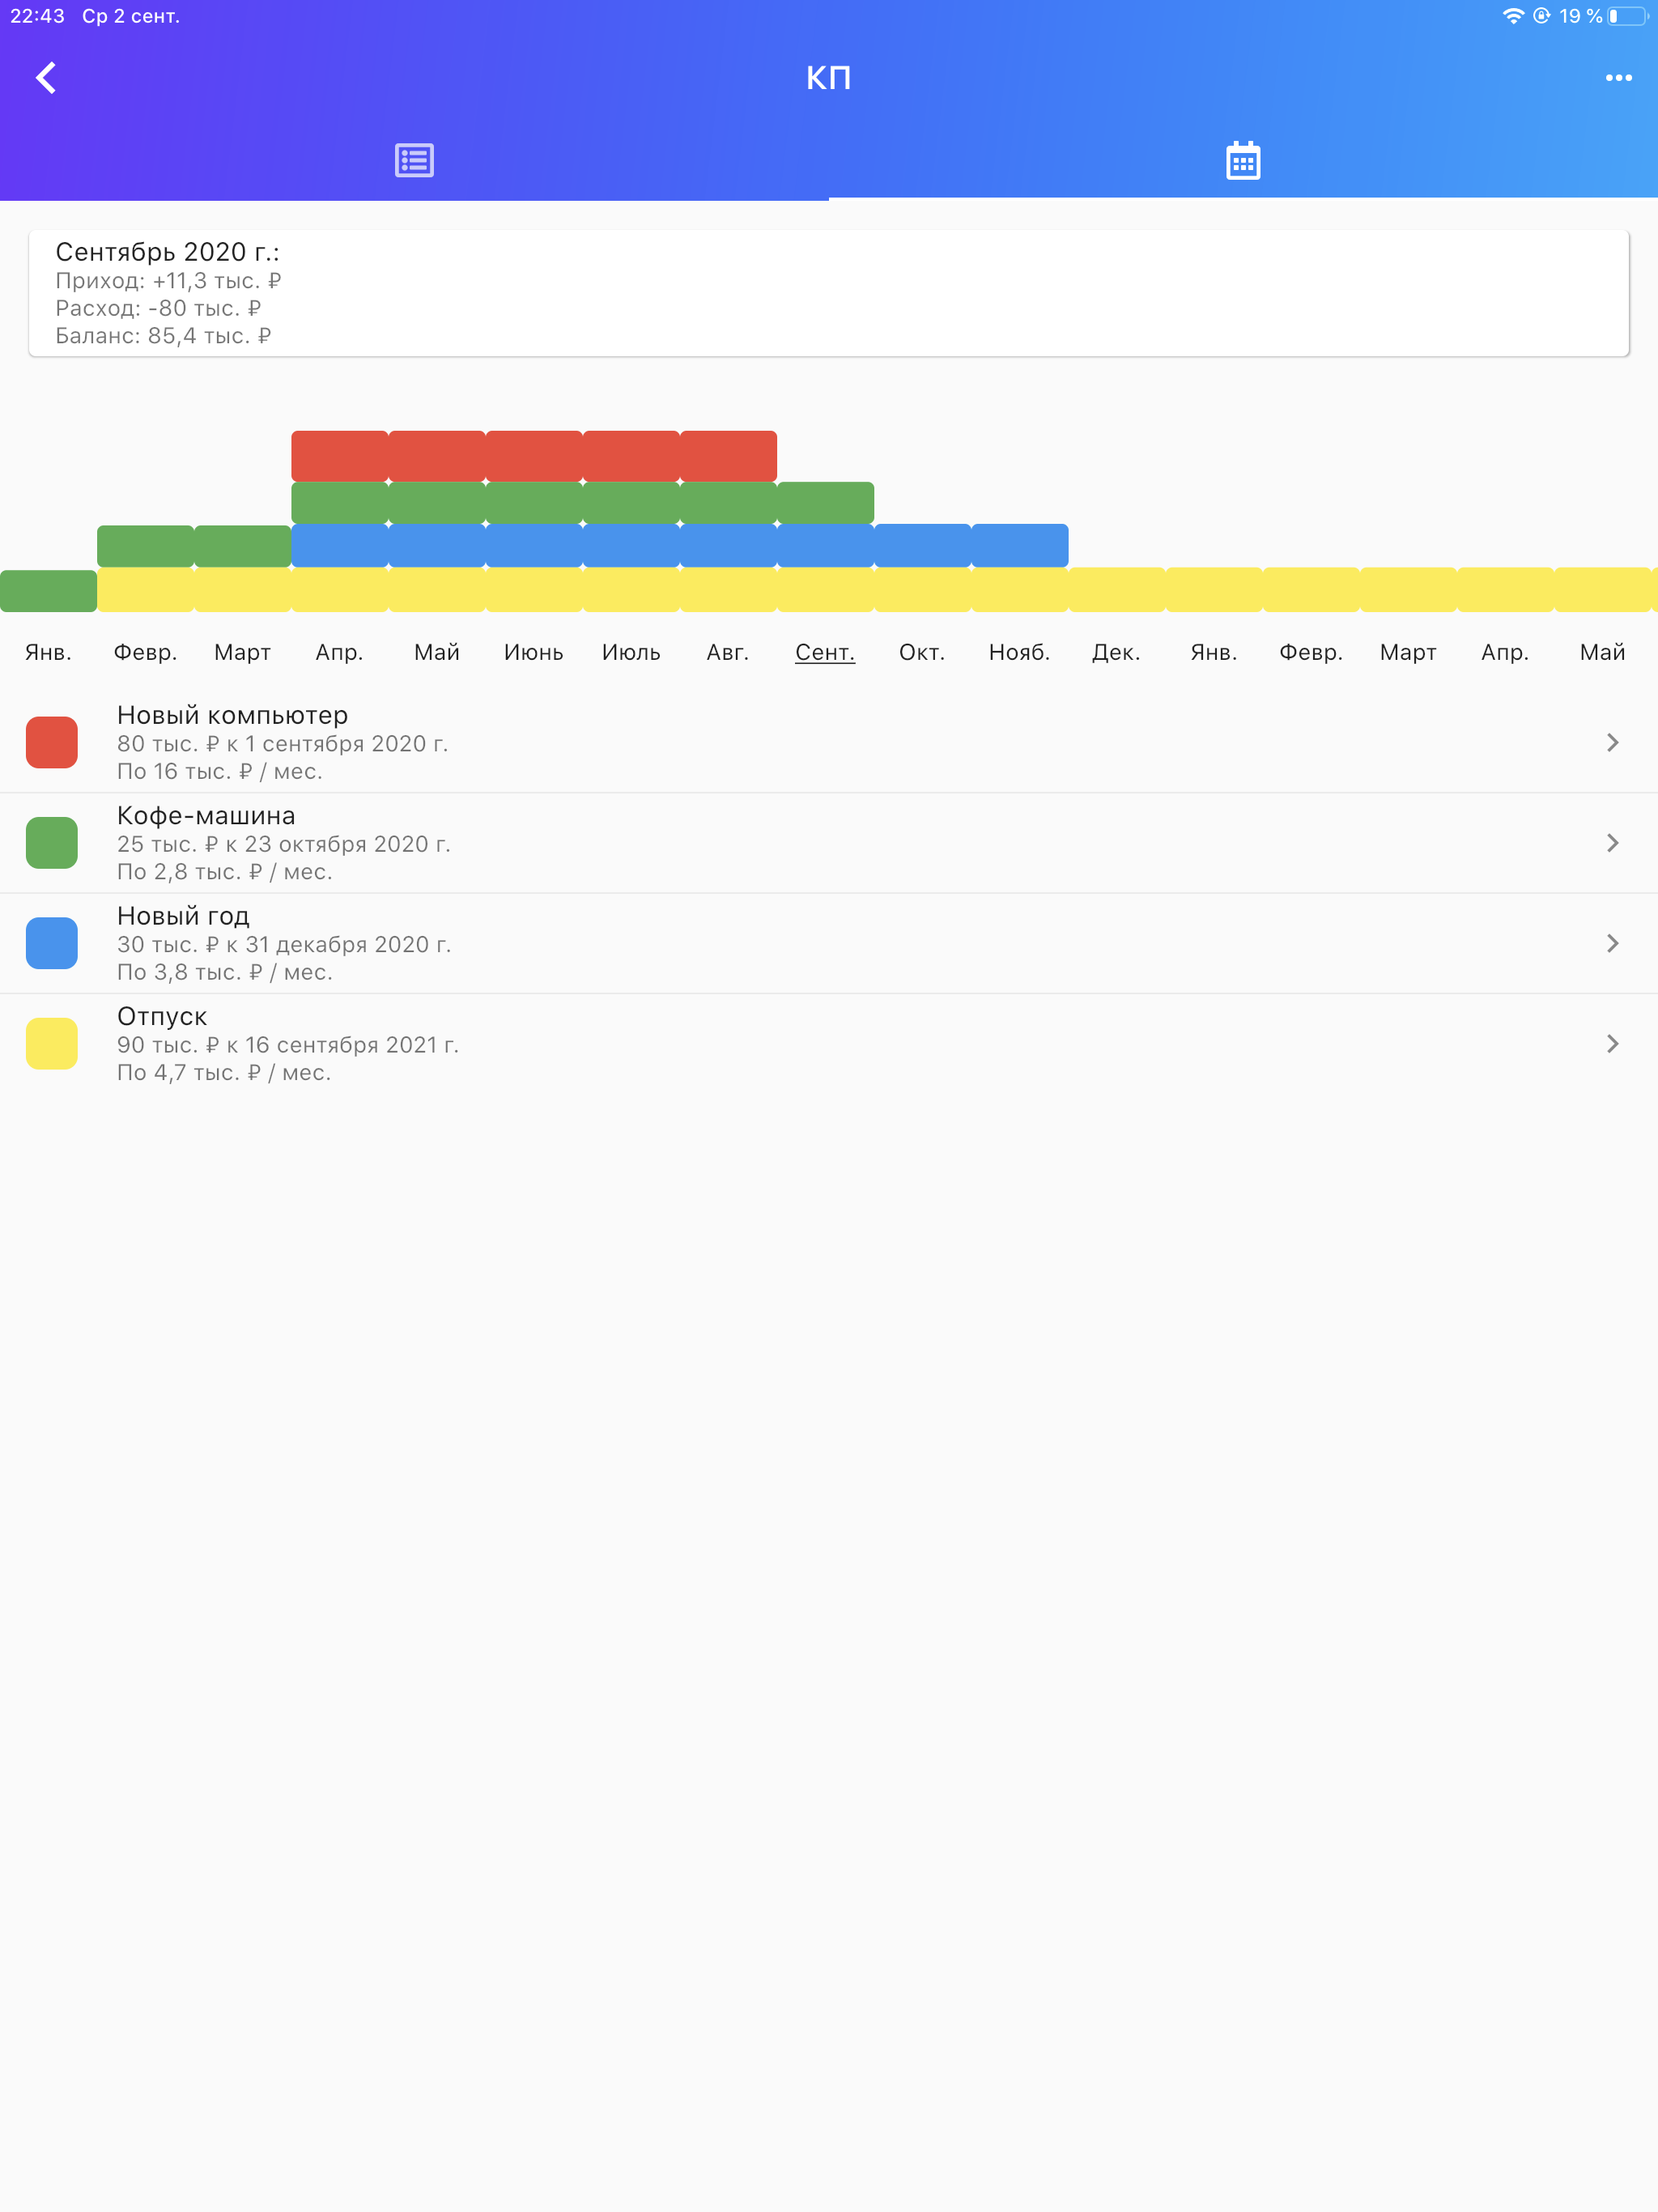 22:43 Ср 2 сент. 19 %
КП
Сентябрь 2020 г.:
Приход: +11,3 тыс. ₽
Расход: -80 тыс. ₽
Баланс: 85,4 тыс. ₽
Янв. Февр. Март Апр. Май Июнь Июль Авг. Сент. Окт. Нояб. Дек. Янв. Февр. Март Апр. Май
Новый компьютер
80 тыс. ₽ к 1 сентября 2020 г.
По 16 тыс. ₽ / мес.
Кофе-машина
25 тыс. ₽ к 23 октября 2020 г.
По 2,8 тыс. ₽ / мес.
Новый год
30 тыс. ₽ к 31 декабря 2020 г.
По 3,8 тыс. ₽ / мес.
Отпуск
90 тыс. ₽ к 16 сентября 2021 г.
По 4,7 тыс. ₽ / мес.